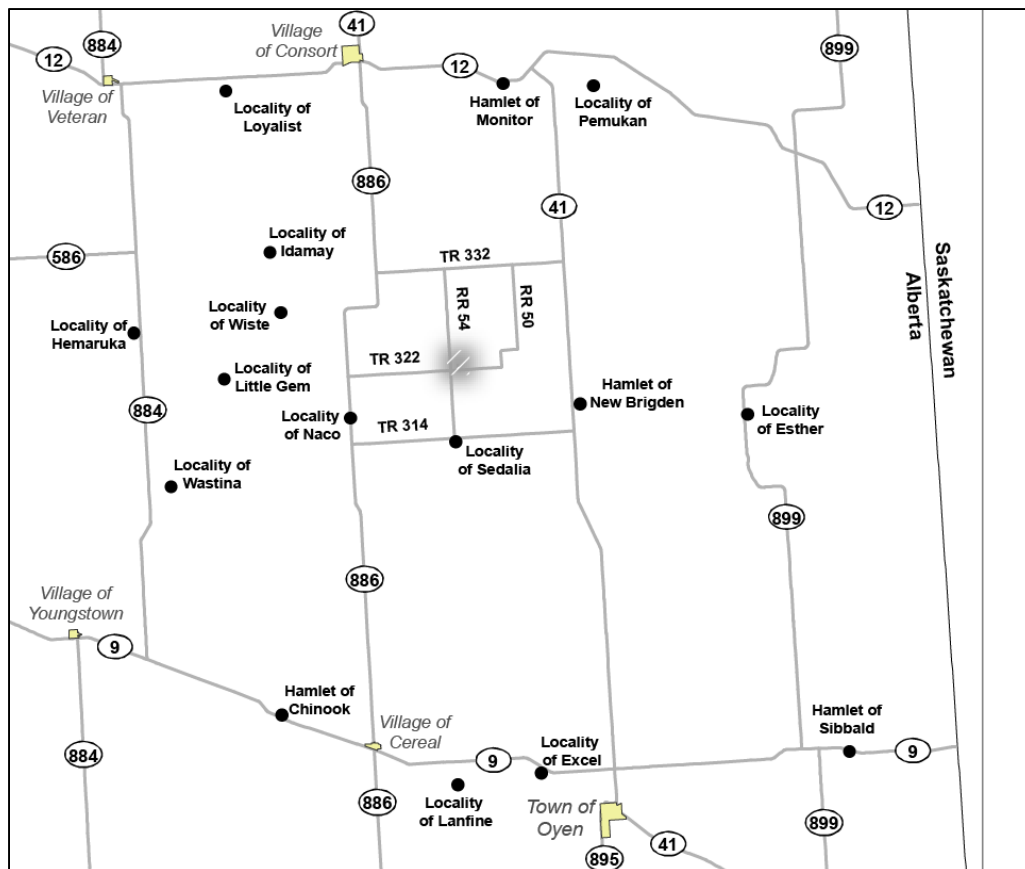 41
884
899
Village
of Consort
12
12
Village of
Veteran
Locality of
Loyalist
Hamlet of
Monitor
Locality of
Pemukan
886
41
12
Locality of
Idamay
586
TR 332
Saskatchewan
Alberta
RR 54
RR 50
Locality
of Wiste
Locality of
Hemaruka
TR 322
Locality of
Little Gem
Hamlet of
New Brigden
884
Locality
of Naco
TR 314
Locality
of Esther
Locality
of Sedalia
Locality of
Wastina
899
886
Village of
Youngstown
9
Hamlet of
Chinook
Village of
Cereal
Hamlet of
Sibbald
884
9
Locality
of Excel
9
886
Locality
of Lanfine
Town of
Oyen
899
41
895